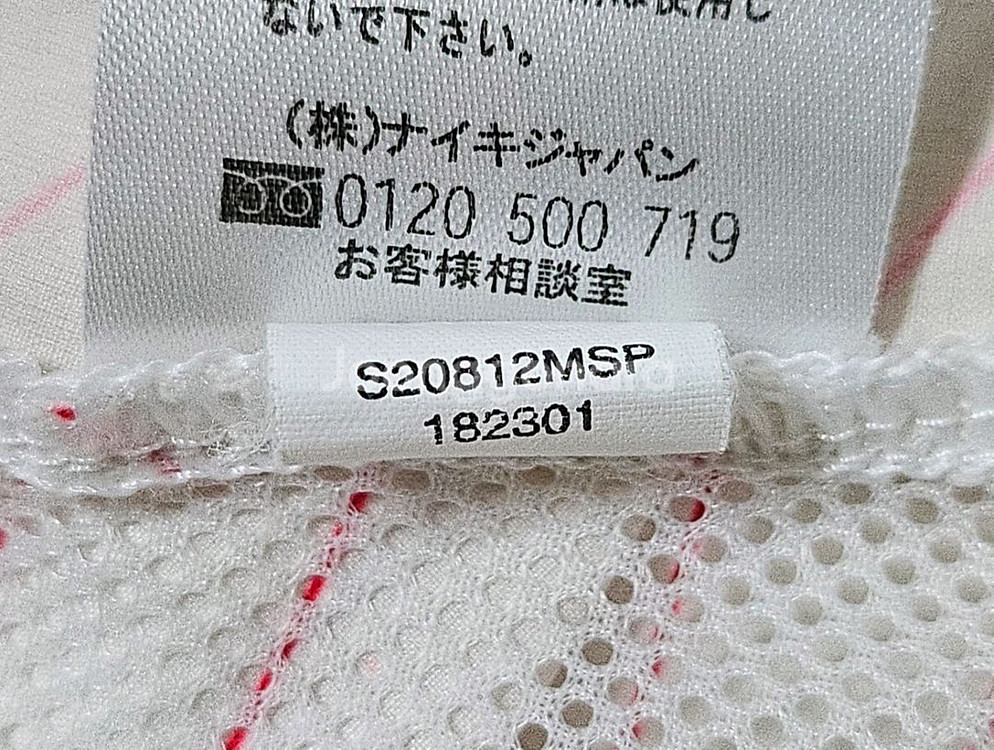 ないで下さい。
(株)ナイキジャパン
0120 500 719
お客様相談室
S20812MSP
182301